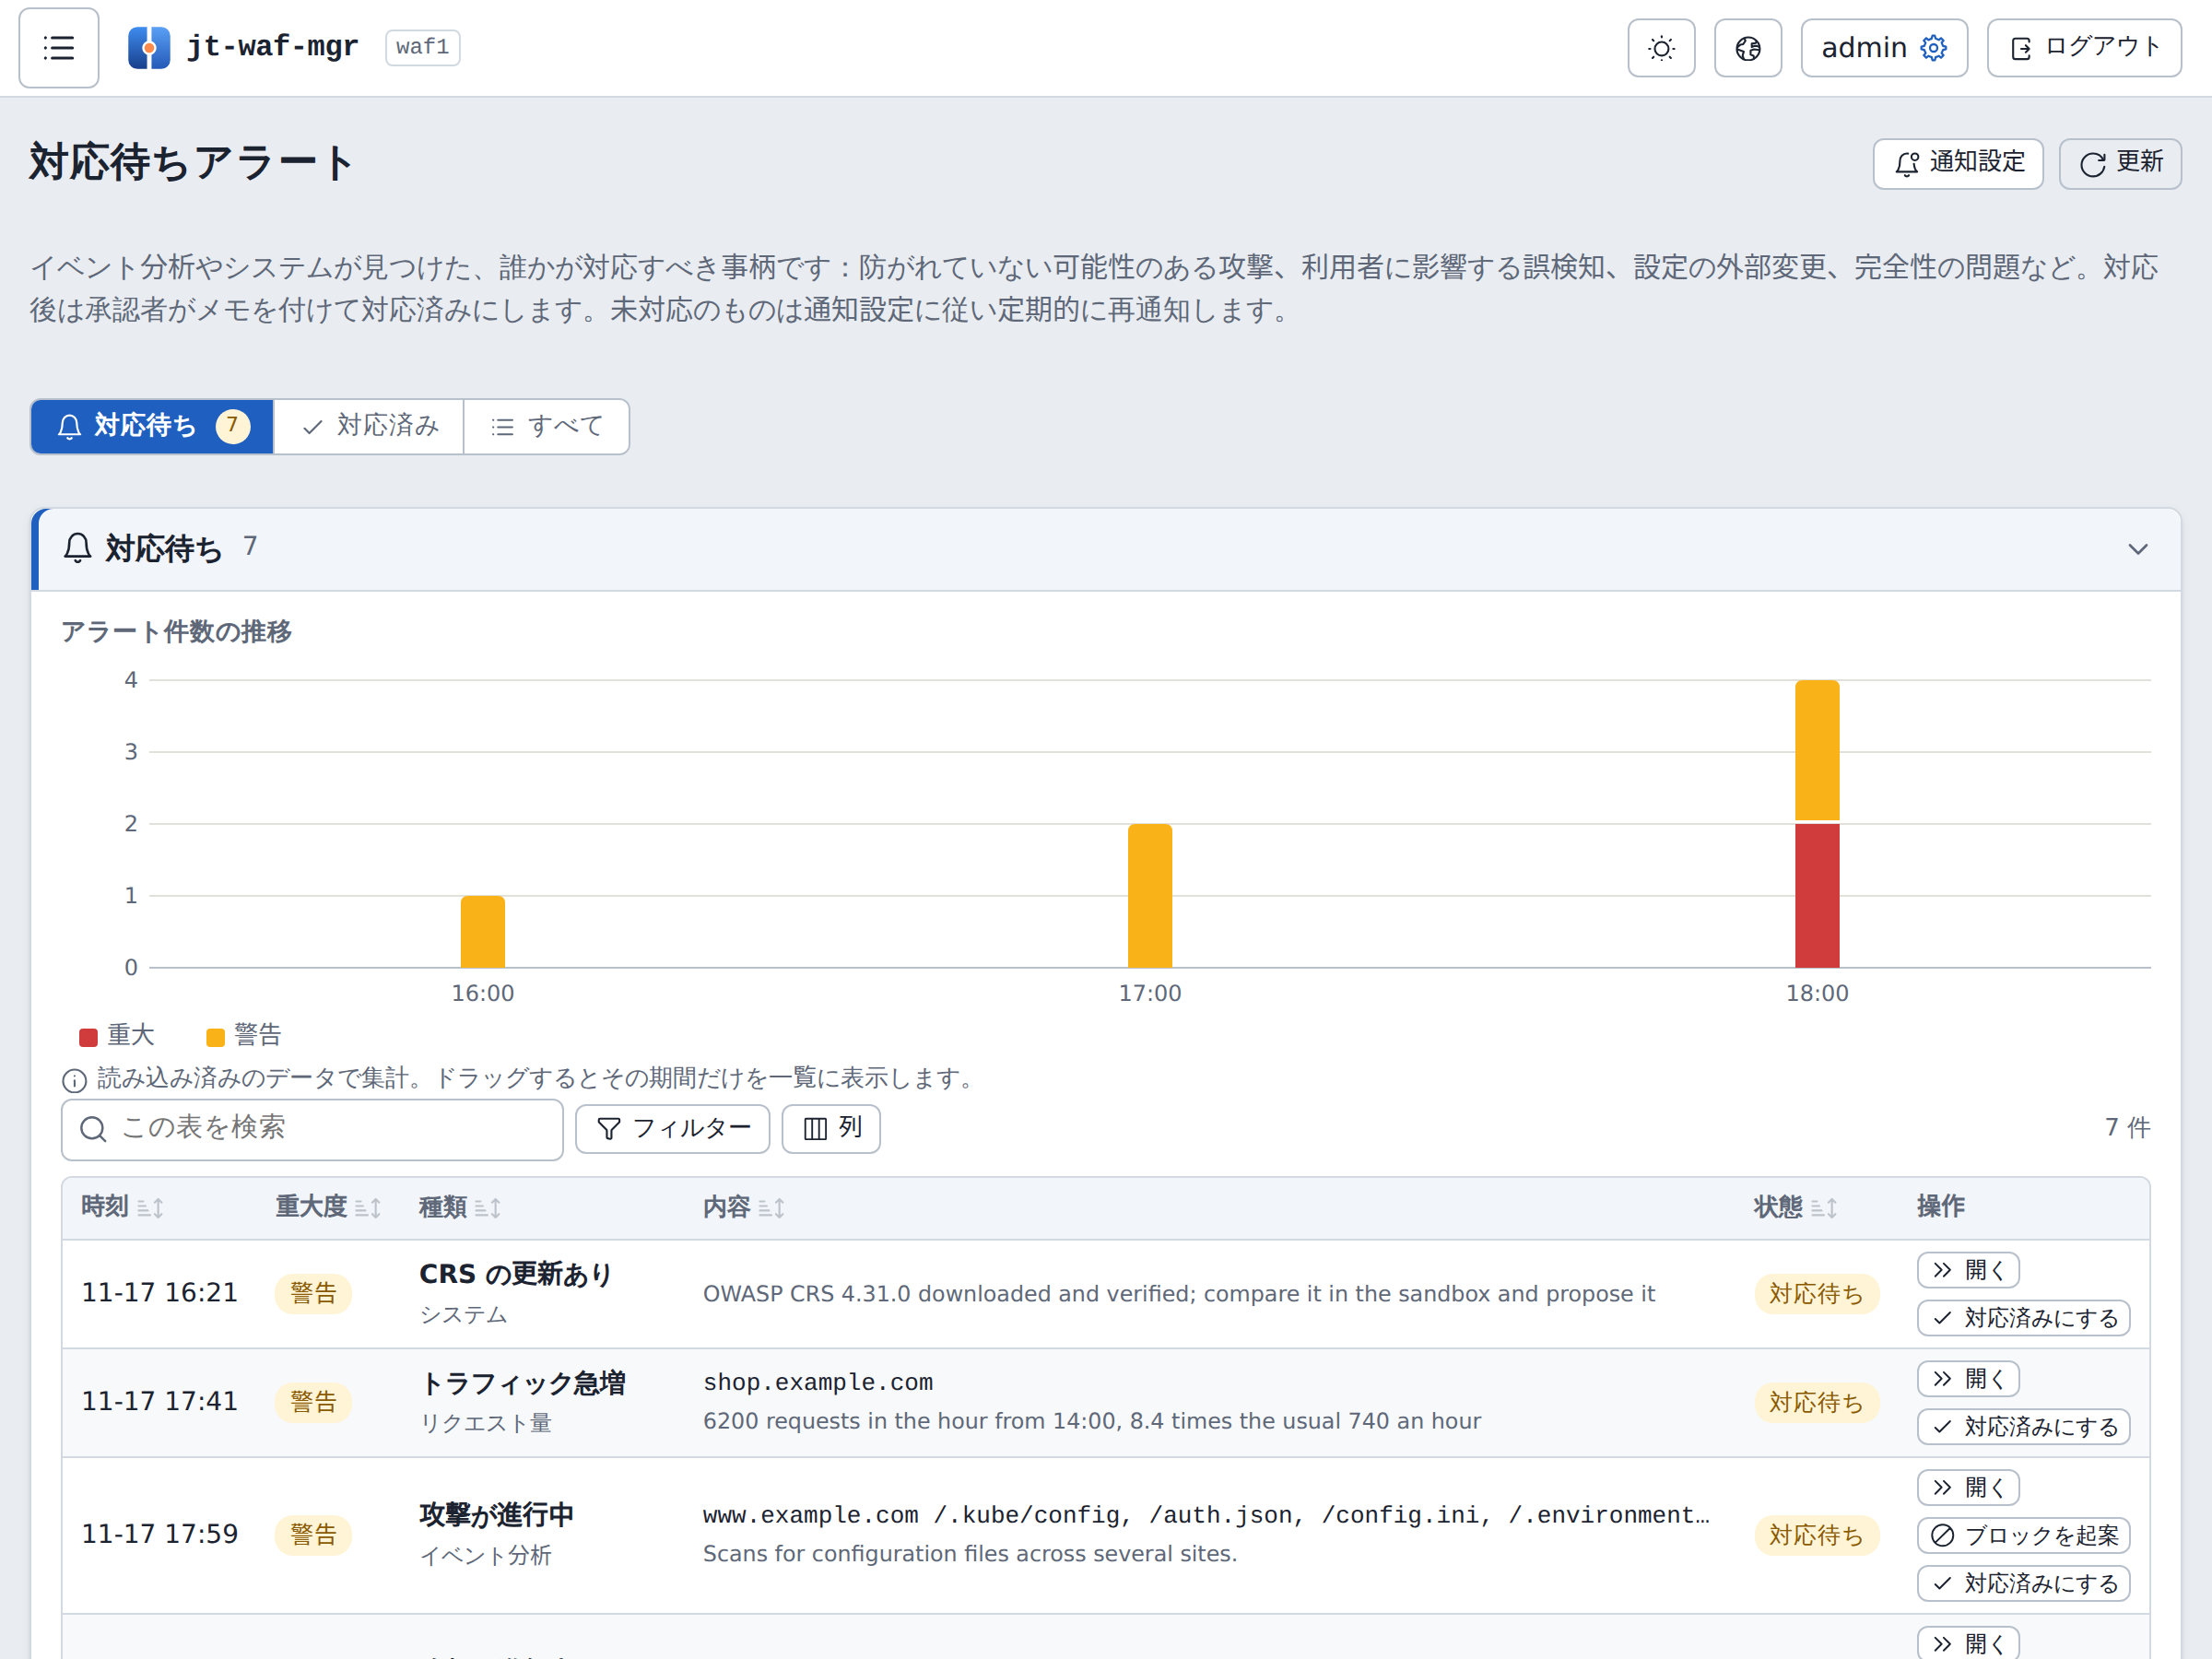 jt-waf-mgr waf1 admin ログアウト
対応待ちアラート 通知設定 更新
イベント分析やシステムが見つけた、誰かが対応すべき事柄です：防がれていない可能性のある攻撃、利用者に影響する誤検知、設定の外部変更、完全性の問題など。対応
後は承認者がメモを付けて対応済みにします。未対応のものは通知設定に従い定期的に再通知します。
対応待ち 7 対応済み すべて
対応待ち 7
アラート件数の推移
4
3
2
1
0
16:00 17:00 18:00
重大 警告
読み込み済みのデータで集計。ドラッグするとその期間だけを一覧に表示します。
この表を検索 フィルター 列 7 件
時刻 重大度 種類 内容 状態 操作
11-17 16:21 警告 CRS の更新あり システム OWASP CRS 4.31.0 downloaded and verified; compare it in the sandbox and propose it 対応待ち 開く
対応済みにする
11-17 17:41 警告 トラフィック急増 リクエスト量 shop.example.com
6200 requests in the hour from 14:00, 8.4 times the usual 740 an hour 対応待ち 開く
対応済みにする
11-17 17:59 警告 攻撃が進行中 イベント分析 www.example.com /.kube/config, /auth.json, /config.ini, /.environment…
Scans for configuration files across several sites. 対応待ち 開く
ブロックを起案
対応済みにする
開く